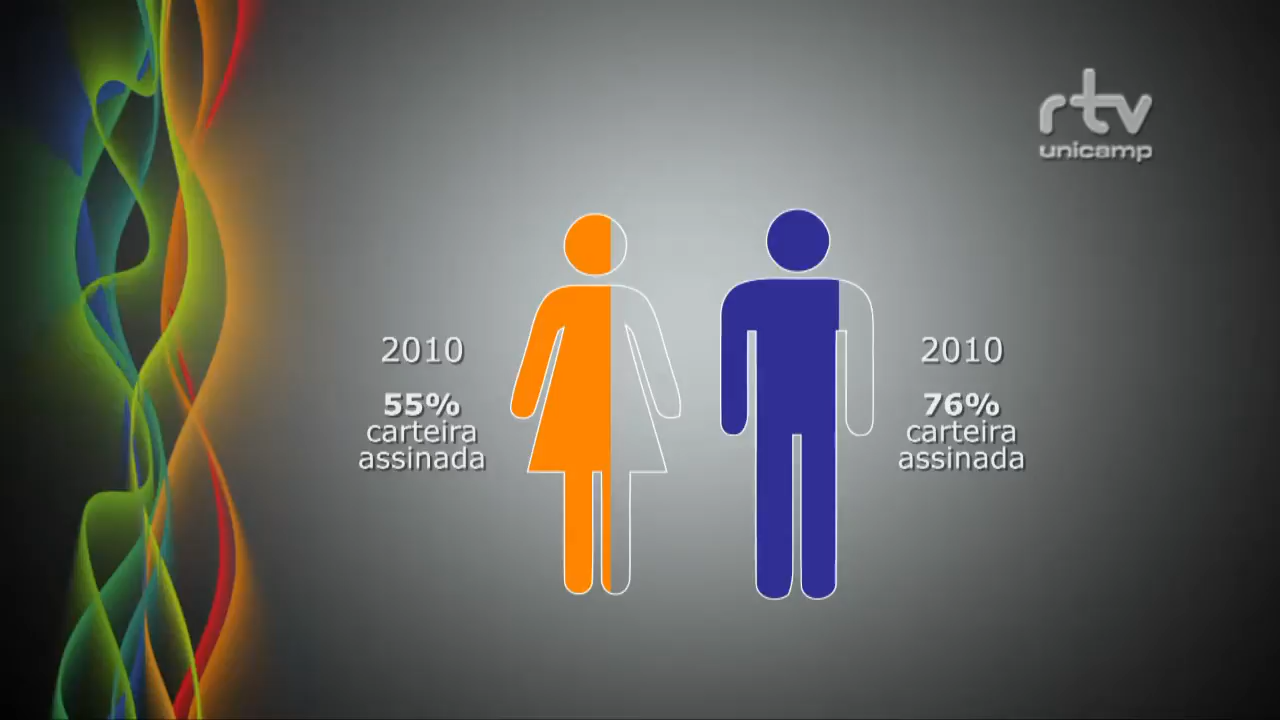 rtv
unicamp
2010
55%
carteira
assinada
2010
76%
carteira
assinada